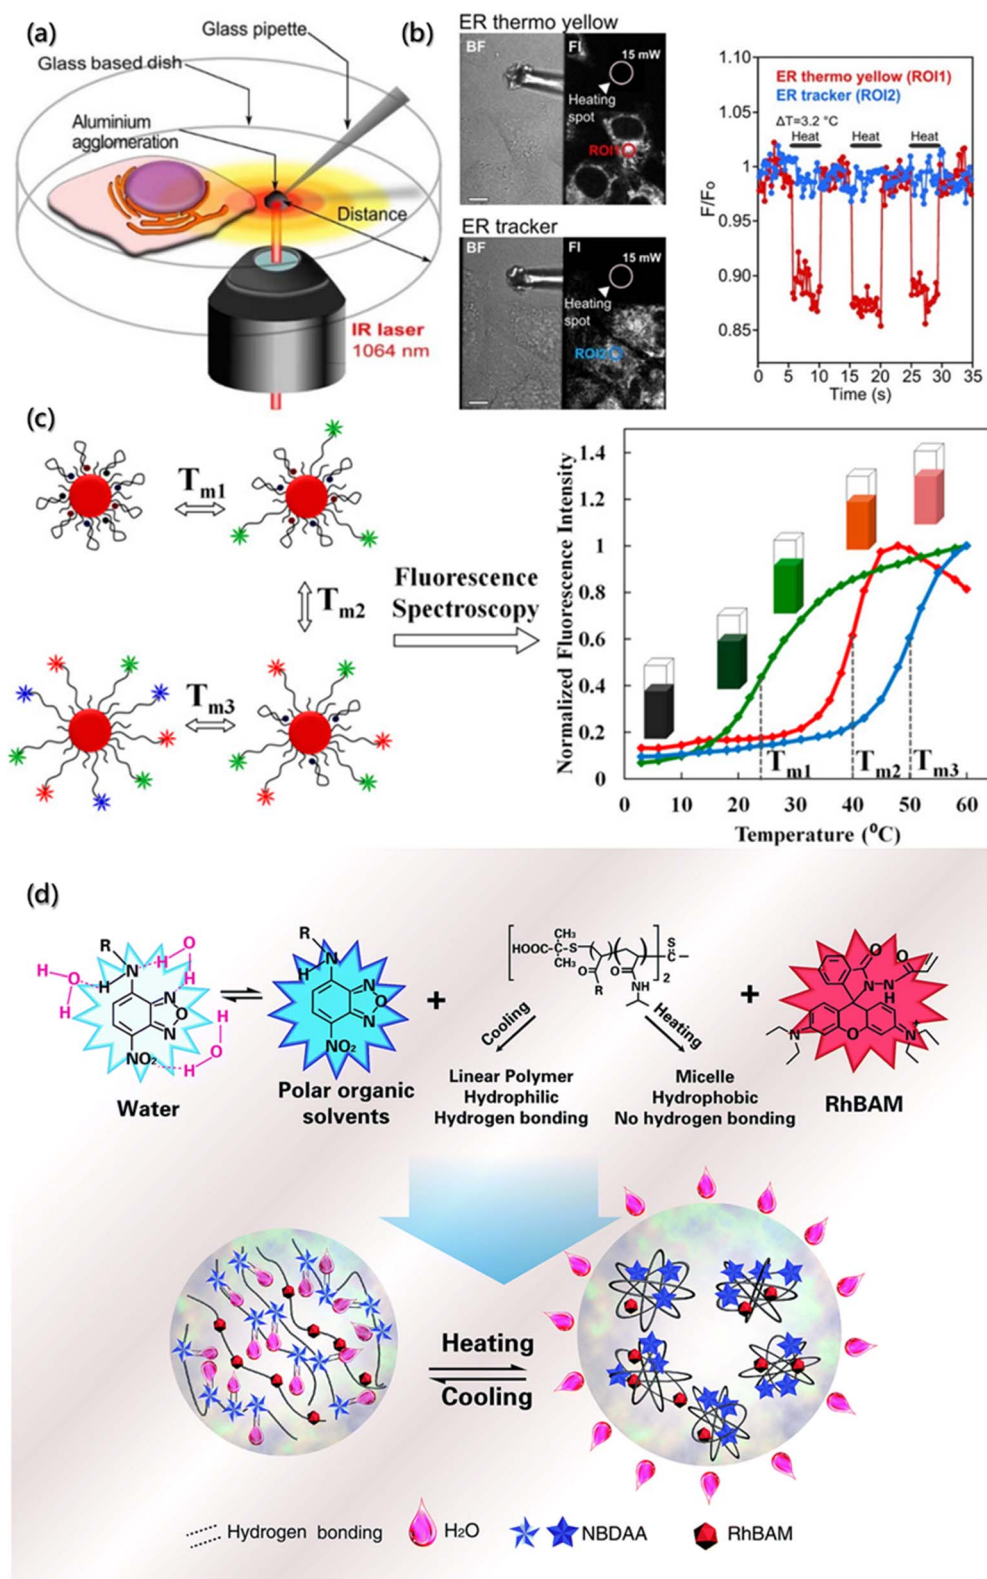 (a)
Glass pipette
Glass based dish
Aluminium
agglomeration
Distance
IR laser
1064 nm
(b)
ER thermo yellow
BF
FI
15 mW
Heating
spot
ROI1
ER tracker
BF
FI
15 mW
Heating
spot
ROI2
1.10
1.05
1
0.95
0.90
0.85
F/Fo
ER thermo yellow (ROI1)
ER tracker (ROI2)
ΔT=3.2 °C
Heat
Heat
Heat
0 5 10 15 20 25 30 35
Time (s)
(c)
Tm1
Tm2
Tm3
Fluorescence
Spectroscopy
Normalized Fluorescence Intensity
1.4
1.2
1
0.8
0.6
0.4
0.2
0
Tm1
Tm2
Tm3
0 10 20 30 40 50 60
Temperature (⁰C)
(d)
R
H
O
H
N
H
O
H
H
N
O
N
NO₂
H
O
H
Water
R
N
H
N
O
N
NO₂
Polar organic
solvents
+
HOOC
CH₃
C
CH₃
S
O
R
O
NH
2
S
C
Cooling
Heating
Linear Polymer
Hydrophilic
Hydrogen bonding
Micelle
Hydrophobic
No hydrogen bonding
+
O
O
N
N
H
N
O
N
+
RhBAM
Heating
Cooling
Hydrogen bonding
H₂O
NBDAA
RhBAM